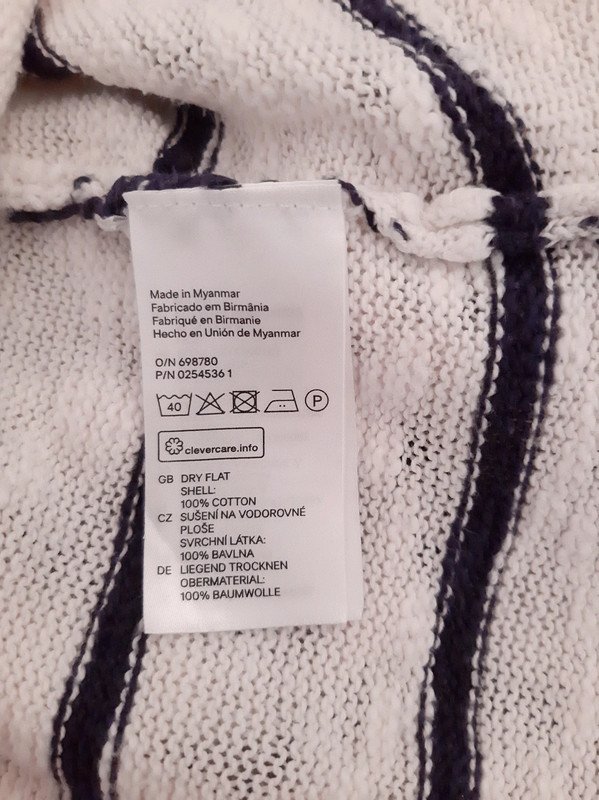 Made in Myanmar
Fabricado em Birmânia
Fabriqué en Birmanie
Hecho en Unión de Myanmar
O/N 698780
P/N 0254536 1
40 P
clevercare.info
GB DRY FLAT
SHELL:
100% COTTON
CZ SUŠENÍ NA VODOROVNÉ
PLOŠE
SVRCHNÍ LÁTKA:
100% BAVLNA
DE LIEGEND TROCKNEN
OBERMATERIAL:
100% BAUMWOLLE